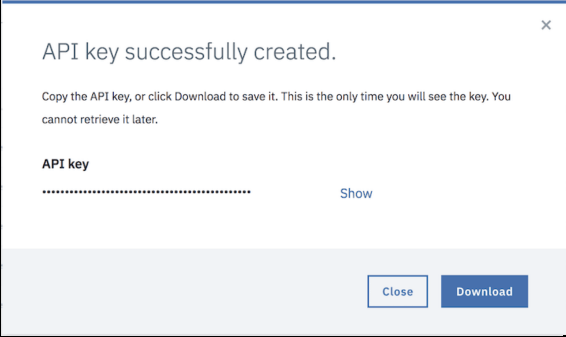 API key successfully created.
Copy the API key, or click Download to save it. This is the only time you will see the key. You
cannot retrieve it later.
API key
••••••••••••••••••••••••••••••••••••••••••••• Show
Close Download